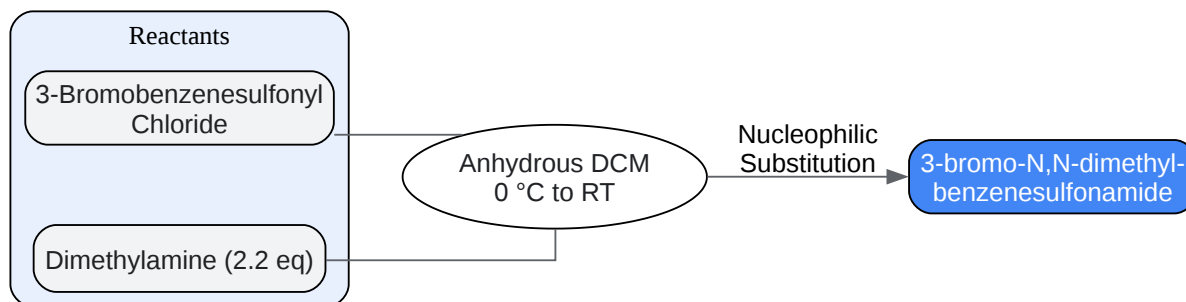 Reactants
3-Bromobenzenesulfonyl
Chloride
Dimethylamine (2.2 eq)
Anhydrous DCM
0 °C to RT
Nucleophilic
Substitution
3-bromo-N,N-dimethyl-
benzenesulfonamide